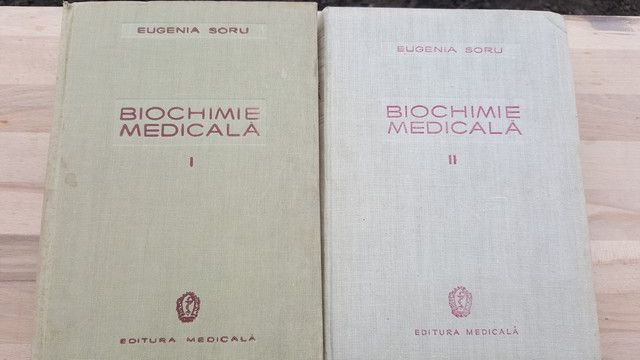 EUGENIA SORU
BIOCHIMIE
MEDICALĂ
I
EDITURA MEDICALĂ
EUGENIA SORU
BIOCHIMIE
MEDICALĂ
II
EDITURA MEDICALĂ